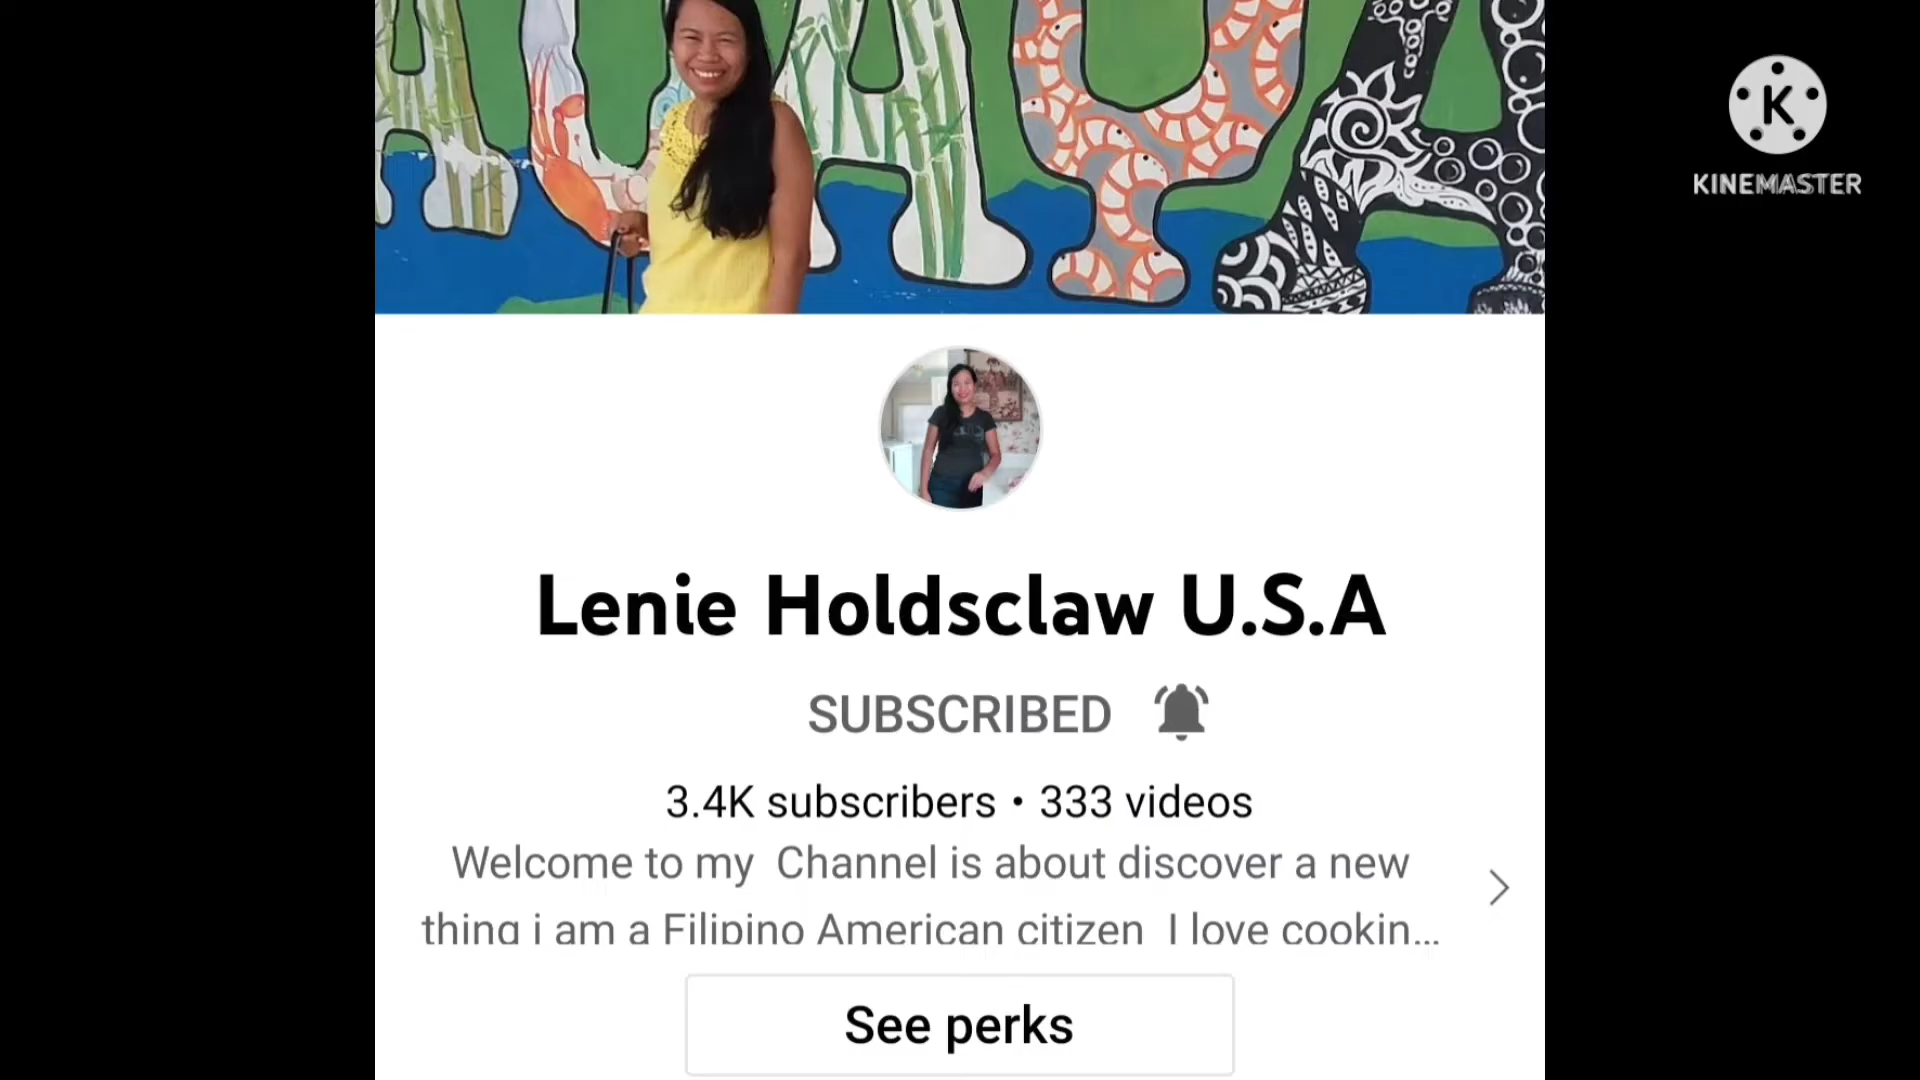 KINEMASTER
Lenie Holdsclaw U.S.A
SUBSCRIBED
3.4K subscribers • 333 videos
Welcome to my Channel is about discover a new
thing i am a Filipino American citizen I love cookin...
See perks